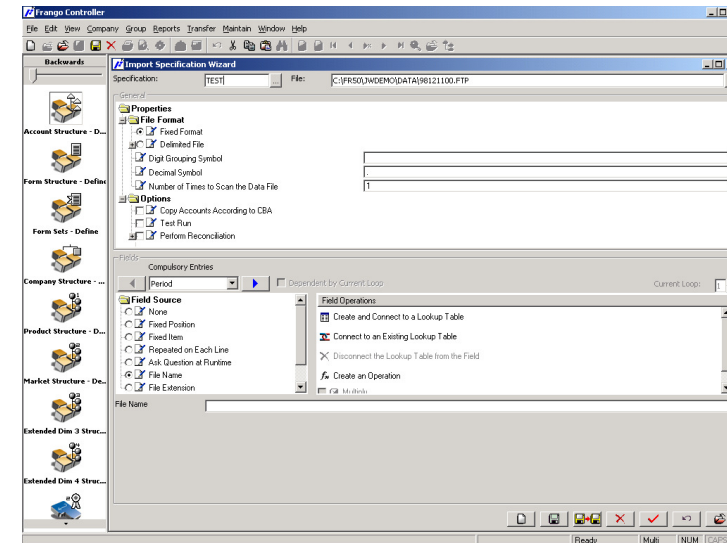 Frango Controller
File Edit View Company Group Reports Transfer Maintain Window Help
Backwards
Account Structure - D...
Form Structure - Define
Form Sets - Define
Company Structure - ...
Product Structure - D...
Market Structure - De...
Extended Dim 3 Struc...
Extended Dim 4 Struc...
Import Specification Wizard
Specification: TEST ... File: C:\FR50\JWDEMO\DATA\98121100.FTP
General
Properties
File Format
Fixed Format
Delimited File
Digit Grouping Symbol
Decimal Symbol .
Number of Times to Scan the Data File 1
Options
Copy Accounts According to CBA
Test Run
Perform Reconciliation
Fields
Compulsory Entries
Period Dependent by Current Loop Current Loop: 1
Field Source
None
Fixed Position
Fixed Item
Repeated on Each Line
Ask Question at Runtime
File Name
File Extension
Field Operations
Create and Connect to a Lookup Table
Connect to an Existing Lookup Table
Disconnect the Lookup Table from the Field
Create an Operation
Multiply
File Name
Ready Multi NUM CAPS